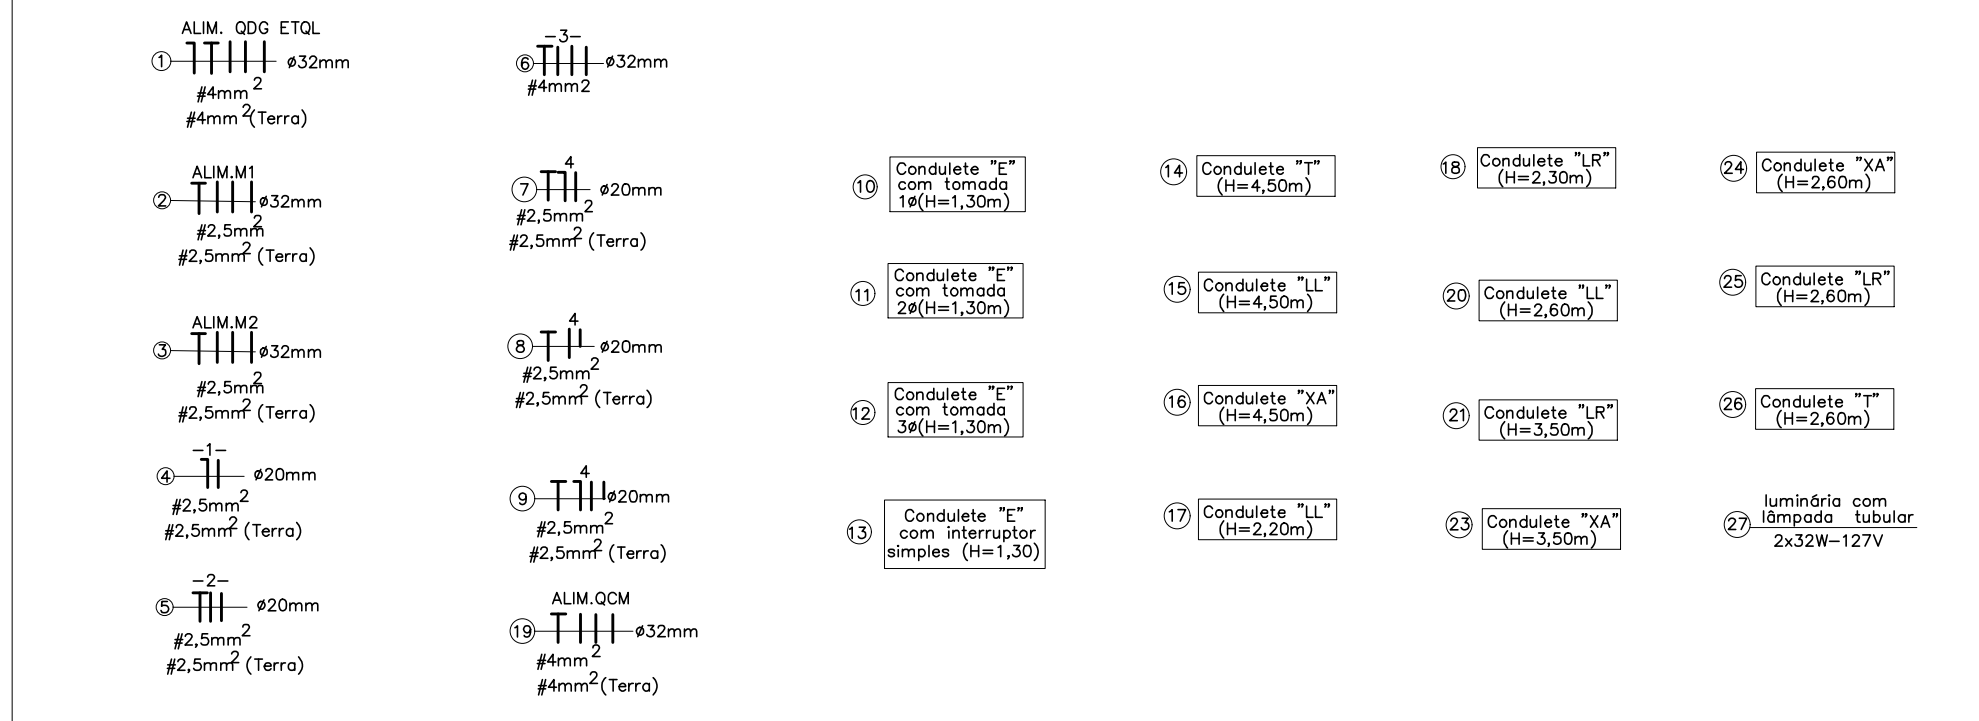 ALIM. QDG ETQL
1 ø32mm
#4mm2
#4mm2(Terra)
ALIM.M1
2 ø32mm
#2,5mm2
#2,5mm2 (Terra)
ALIM.M2
3 ø32mm
#2,5mm2
#2,5mm2 (Terra)
-1-
4 ø20mm
#2,5mm2
#2,5mm2 (Terra)
-2-
5 ø20mm
#2,5mm2
#2,5mm2 (Terra)
-3-
6 ø32mm
#4mm2
4
7 ø20mm
#2,5mm2
#2,5mm2 (Terra)
4
8 ø20mm
#2,5mm2
#2,5mm2 (Terra)
4
9 ø20mm
#2,5mm2
#2,5mm2 (Terra)
ALIM.QCM
19 ø32mm
#4mm2
#4mm2(Terra)
10
Condulete "E"
com tomada
1ø(H=1,30m)
11
Condulete "E"
com tomada
2ø(H=1,30m)
12
Condulete "E"
com tomada
3ø(H=1,30m)
13
Condulete "E"
com interruptor
simples (H=1,30)
14
Condulete "T"
(H=4,50m)
15
Condulete "LL"
(H=4,50m)
16
Condulete "XA"
(H=4,50m)
17
Condulete "LL"
(H=2,20m)
18
Condulete "LR"
(H=2,30m)
20
Condulete "LL"
(H=2,60m)
21
Condulete "LR"
(H=3,50m)
23
Condulete "XA"
(H=3,50m)
24
Condulete "XA"
(H=2,60m)
25
Condulete "LR"
(H=2,60m)
26
Condulete "T"
(H=2,60m)
27
luminária com
lâmpada tubular
2x32W-127V